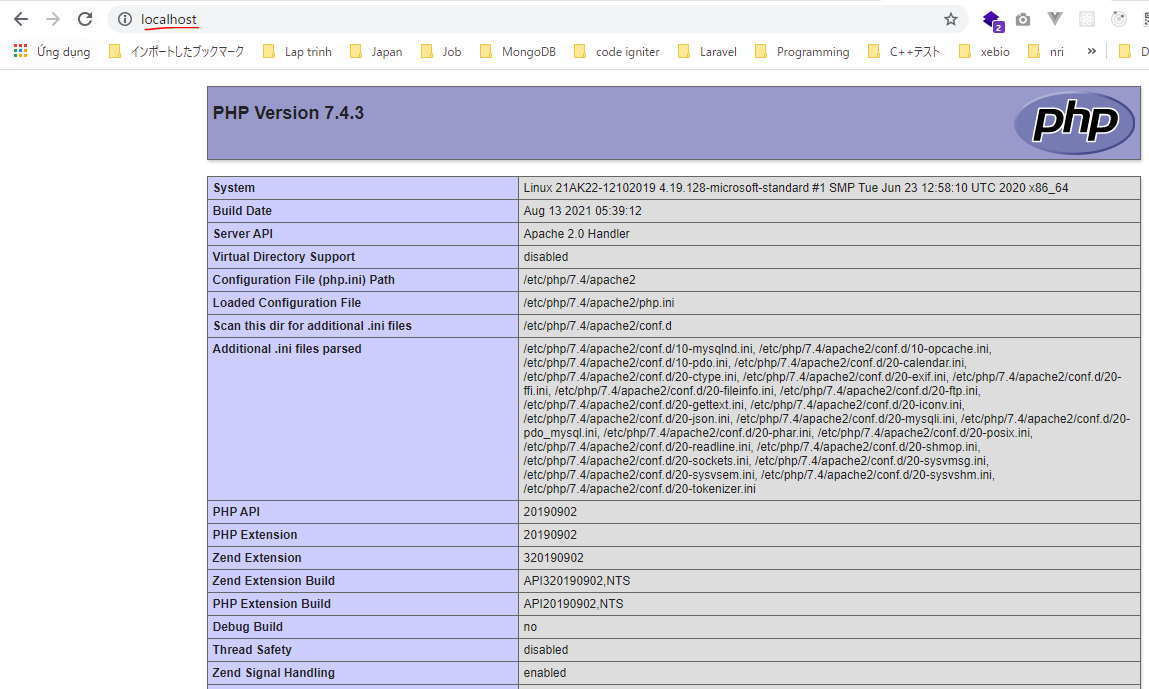 localhost
2
Ứng dụng インポートしたブックマーク Lap trinh Japan Job MongoDB code igniter Laravel Programming C++テスト xebio nri » D
PHP Version 7.4.3
php
System Linux 21AK22-12102019 4.19.128-microsoft-standard #1 SMP Tue Jun 23 12:58:10 UTC 2020 x86_64
Build Date Aug 13 2021 05:39:12
Server API Apache 2.0 Handler
Virtual Directory Support disabled
Configuration File (php.ini) Path /etc/php/7.4/apache2
Loaded Configuration File /etc/php/7.4/apache2/php.ini
Scan this dir for additional .ini files /etc/php/7.4/apache2/conf.d
Additional .ini files parsed /etc/php/7.4/apache2/conf.d/10-mysqlnd.ini, /etc/php/7.4/apache2/conf.d/10-opcache.ini,
/etc/php/7.4/apache2/conf.d/10-pdo.ini, /etc/php/7.4/apache2/conf.d/20-calendar.ini,
/etc/php/7.4/apache2/conf.d/20-ctype.ini, /etc/php/7.4/apache2/conf.d/20-exif.ini, /etc/php/7.4/apache2/conf.d/20-
ffi.ini, /etc/php/7.4/apache2/conf.d/20-fileinfo.ini, /etc/php/7.4/apache2/conf.d/20-ftp.ini,
/etc/php/7.4/apache2/conf.d/20-gettext.ini, /etc/php/7.4/apache2/conf.d/20-iconv.ini,
/etc/php/7.4/apache2/conf.d/20-json.ini, /etc/php/7.4/apache2/conf.d/20-mysqli.ini, /etc/php/7.4/apache2/conf.d/20-
pdo_mysql.ini, /etc/php/7.4/apache2/conf.d/20-phar.ini, /etc/php/7.4/apache2/conf.d/20-posix.ini,
/etc/php/7.4/apache2/conf.d/20-readline.ini, /etc/php/7.4/apache2/conf.d/20-shmop.ini,
/etc/php/7.4/apache2/conf.d/20-sockets.ini, /etc/php/7.4/apache2/conf.d/20-sysvmsg.ini,
/etc/php/7.4/apache2/conf.d/20-sysvsem.ini, /etc/php/7.4/apache2/conf.d/20-sysvshm.ini,
/etc/php/7.4/apache2/conf.d/20-tokenizer.ini
PHP API 20190902
PHP Extension 20190902
Zend Extension 320190902
Zend Extension Build API320190902,NTS
PHP Extension Build API20190902,NTS
Debug Build no
Thread Safety disabled
Zend Signal Handling enabled